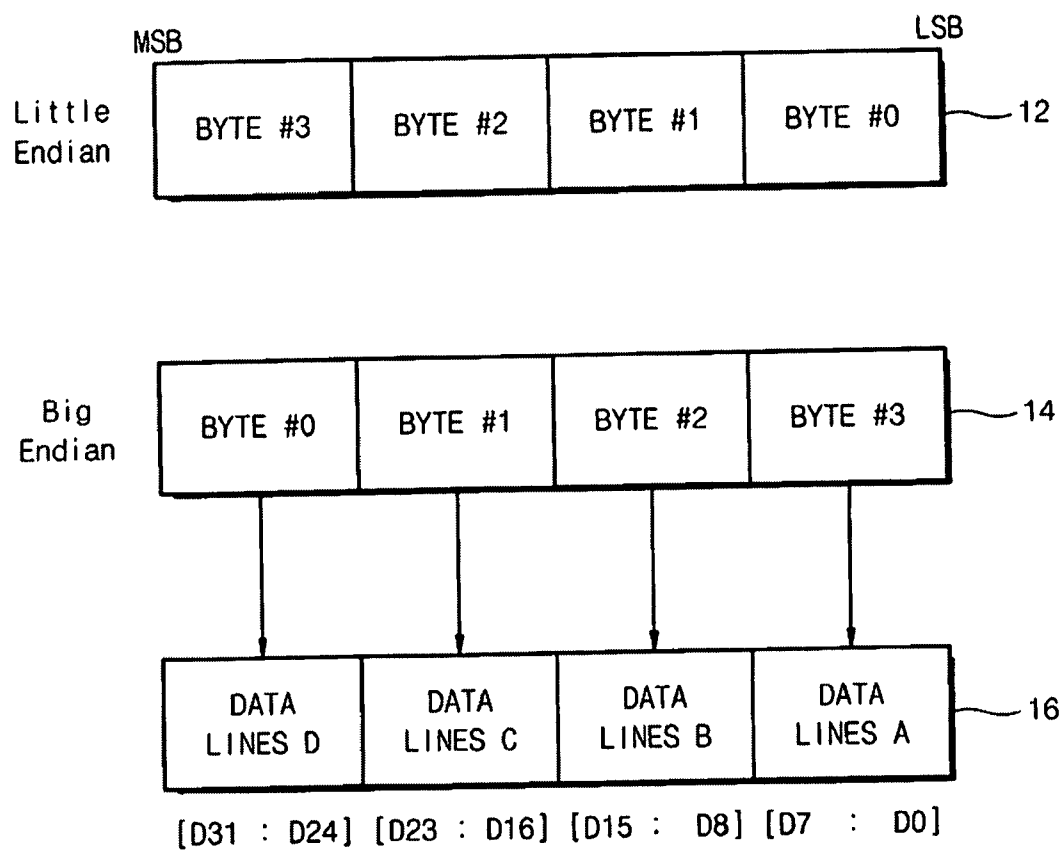 MSB LSB
Little
Endian
BYTE #3 BYTE #2 BYTE #1 BYTE #0 12
Big
Endian
BYTE #0 BYTE #1 BYTE #2 BYTE #3 14
DATA
LINES D
DATA
LINES C
DATA
LINES B
DATA
LINES A
16
[D31 : D24] [D23 : D16] [D15 : D8] [D7 : D0]